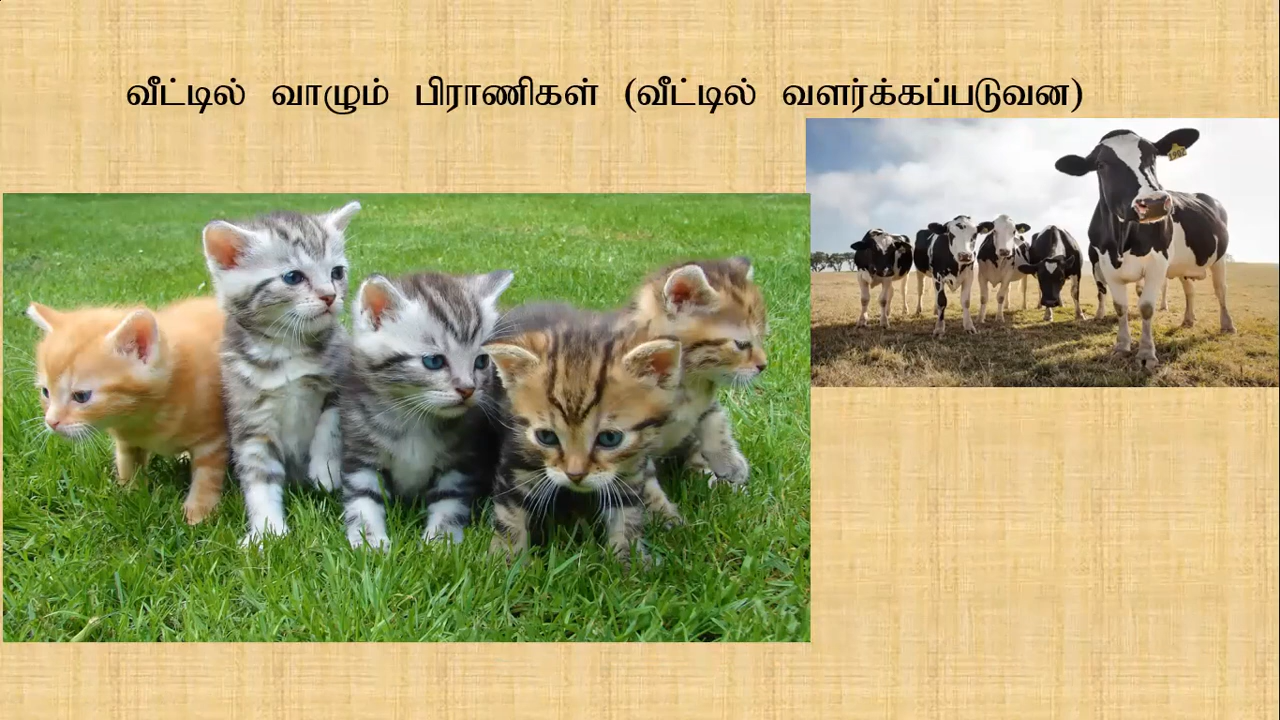 வீட்டில் வாழும் பிராணிகள் (வீட்டில் வளர்க்கப்படுவன)